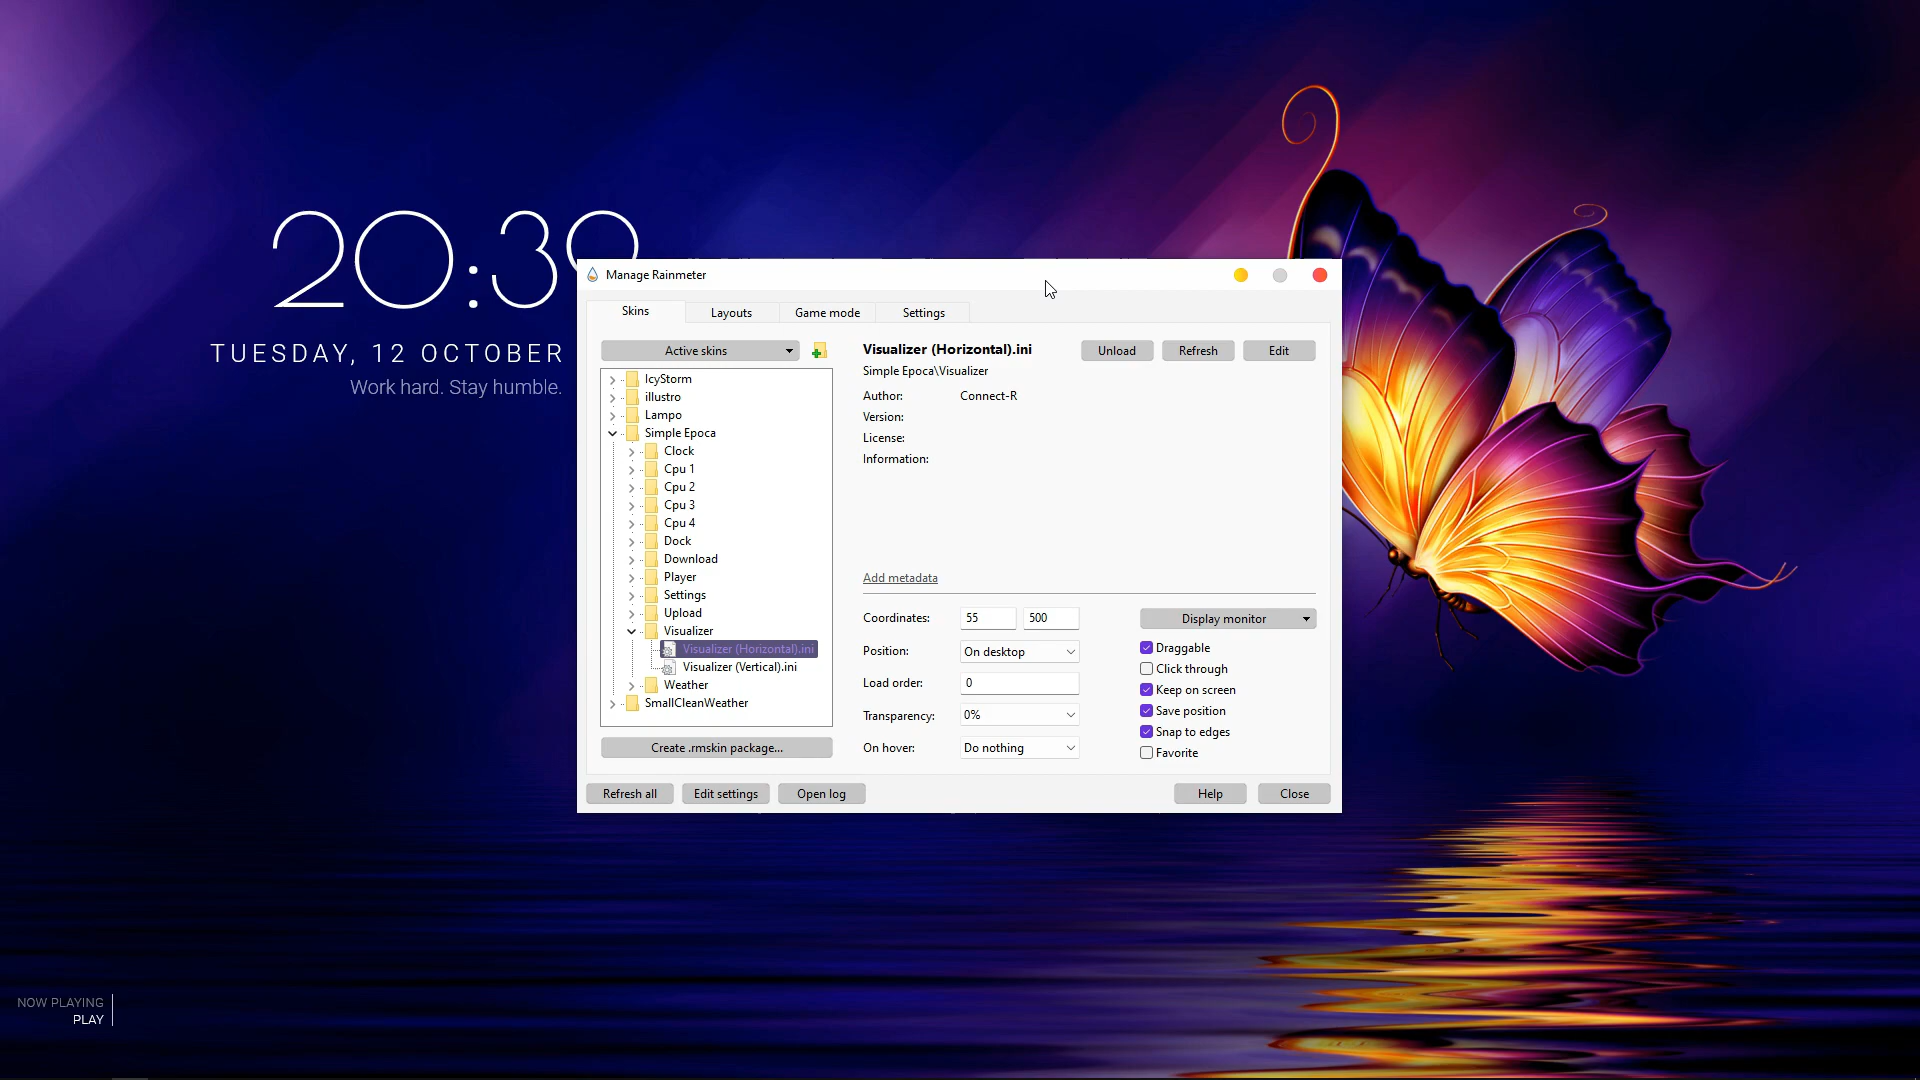 20:39
TUESDAY, 12 OCTOBER
Work hard. Stay humble.
Manage Rainmeter
Skins
Layouts
Game mode
Settings
Active skins
IcyStorm
illustro
Lampo
Simple Epoca
Clock
Cpu 1
Cpu 2
Cpu 3
Cpu 4
Dock
Download
Player
Settings
Upload
Visualizer
Visualizer (Horizontal).ini
Visualizer (Vertical).ini
Weather
SmallCleanWeather
Create .rmskin package...
Visualizer (Horizontal).ini
Unload
Refresh
Edit
Simple Epoca\Visualizer
Author: Connect-R
Version:
License:
Information:
Add metadata
Coordinates: 55 500
Position: On desktop
Load order: 0
Transparency: 0%
On hover: Do nothing
Display monitor
Draggable
Click through
Keep on screen
Save position
Snap to edges
Favorite
Refresh all
Edit settings
Open log
Help
Close
NOW PLAYING
PLAY